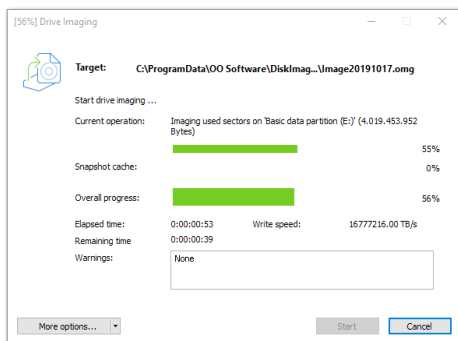 [56%] Drive Imaging
Target: C:\ProgramData\OO Software\DiskImag...\Image20191017.omg
Start drive imaging ...
Current operation: Imaging used sectors on 'Basic data partition (E:)' (4.019.453.952
Bytes)
55%
Snapshot cache: 0%
Overall progress: 56%
Elapsed time: 0:00:00:53 Write speed: 16777216.00 TB/s
Remaining time 0:00:00:39
Warnings: None
More options... Start Cancel